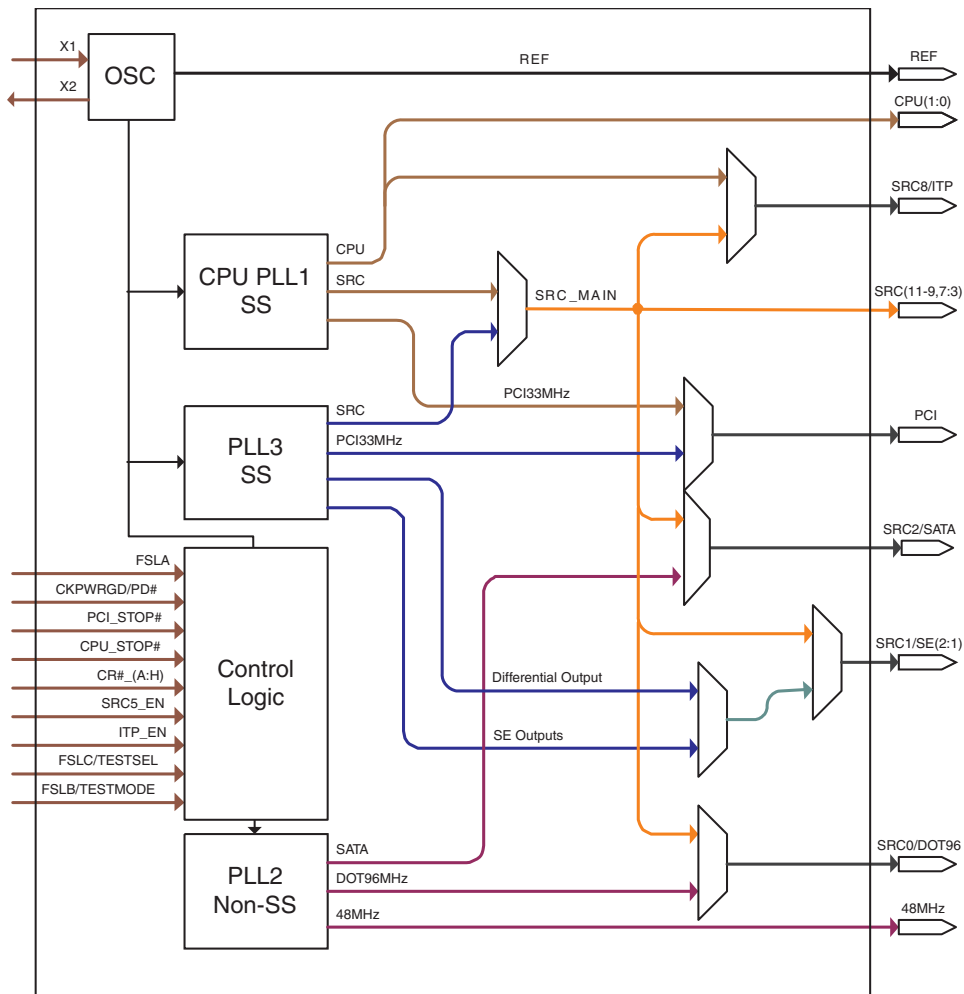 X1
X2
OSC
REF
REF
CPU(1:0)
SRC8/ITP
CPU PLL1
SS
CPU
SRC
SRC_MAIN
SRC(11-9,7:3)
PCI33MHz
PCI
PLL3
SS
SRC
PCI33MHz
SRC2/SATA
FSLA
CKPWRGD/PD#
PCI_STOP#
CPU_STOP#
CR#_(A:H)
SRC5_EN
ITP_EN
FSLC/TESTSEL
FSLB/TESTMODE
Control
Logic
Differential Output
SE Outputs
SRC1/SE(2:1)
PLL2
Non-SS
SATA
DOT96MHz
48MHz
SRC0/DOT96
48MHz